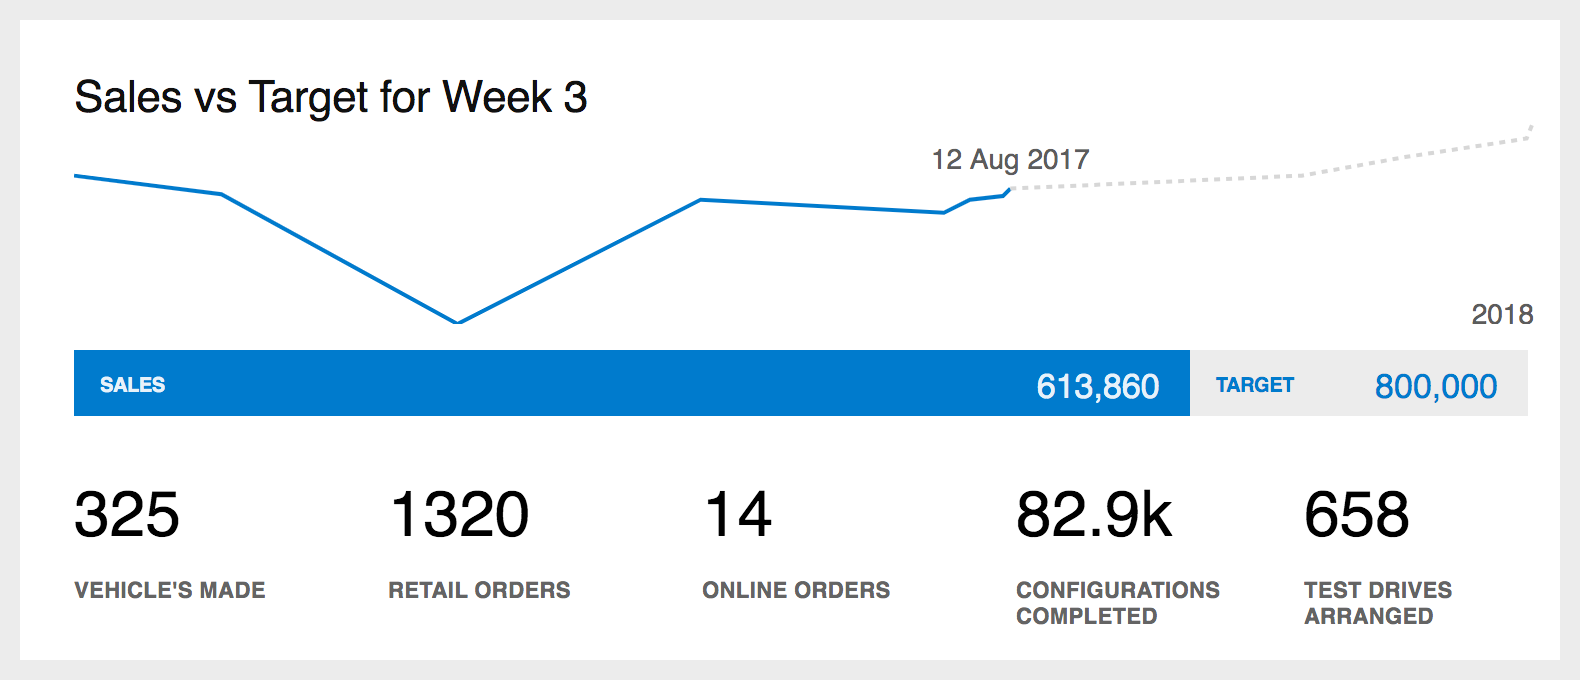 Sales vs Target for Week 3
12 Aug 2017
2018
SALES 613,860 TARGET 800,000
325 1320 14 82.9k 658
VEHICLE'S MADE RETAIL ORDERS ONLINE ORDERS CONFIGURATIONS TEST DRIVES
COMPLETED ARRANGED